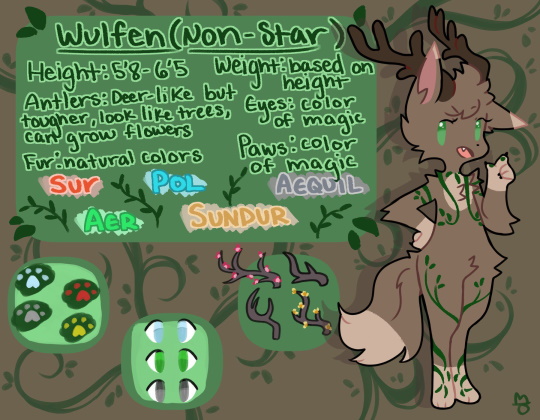 Wulfen (Non-Star)
Height: 5'8-6'5
Weight: based on
height
Antlers: Deer-like but
tougher, look like trees,
can grow flowers
Eyes: color
of magic
Fur: natural colors
Paws: color
of magic
Sur
Pol
Aequil
Aer
Sundur